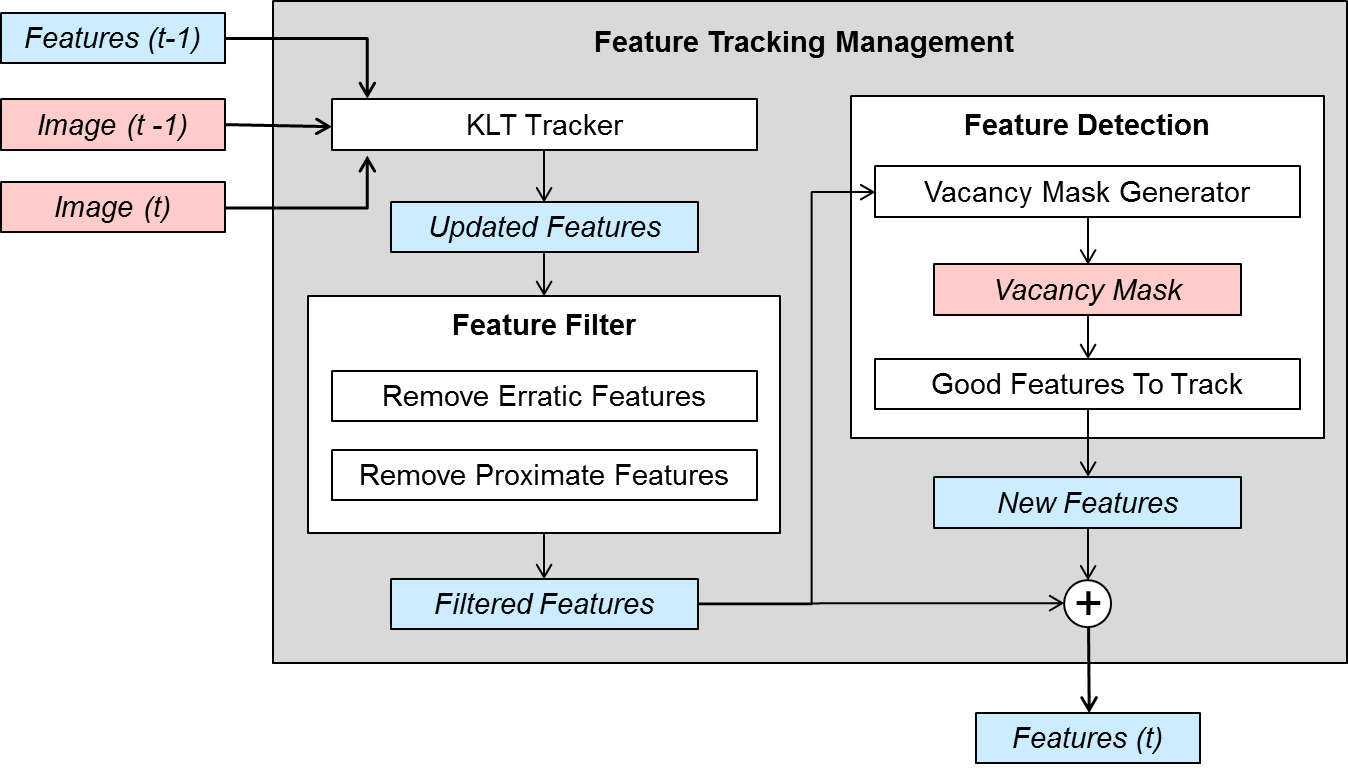 Features (t-1)
Image (t -1)
Image (t)
Feature Tracking Management
KLT Tracker
Updated Features
Feature Filter
Remove Erratic Features
Remove Proximate Features
Filtered Features
Feature Detection
Vacancy Mask Generator
Vacancy Mask
Good Features To Track
New Features
+
Features (t)